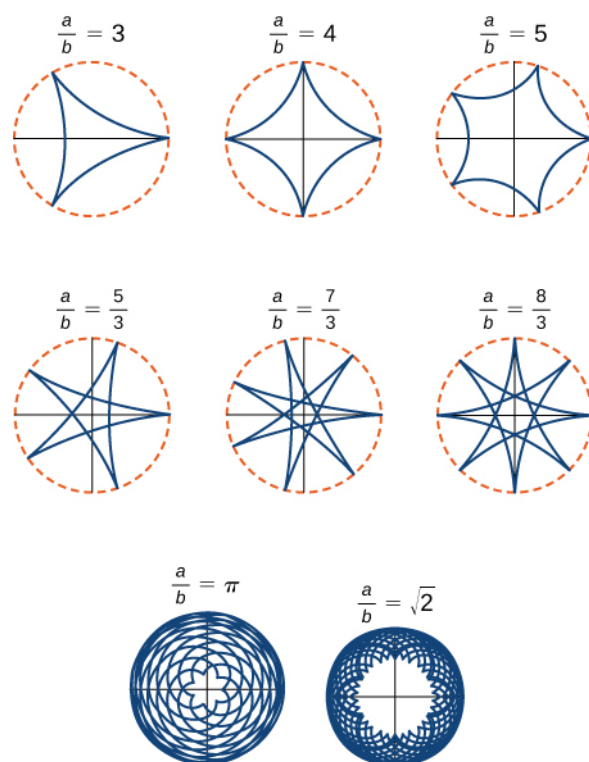 a/b = 3
a/b = 4
a/b = 5
a/b = 5/3
a/b = 7/3
a/b = 8/3
a/b = π
a/b = √2